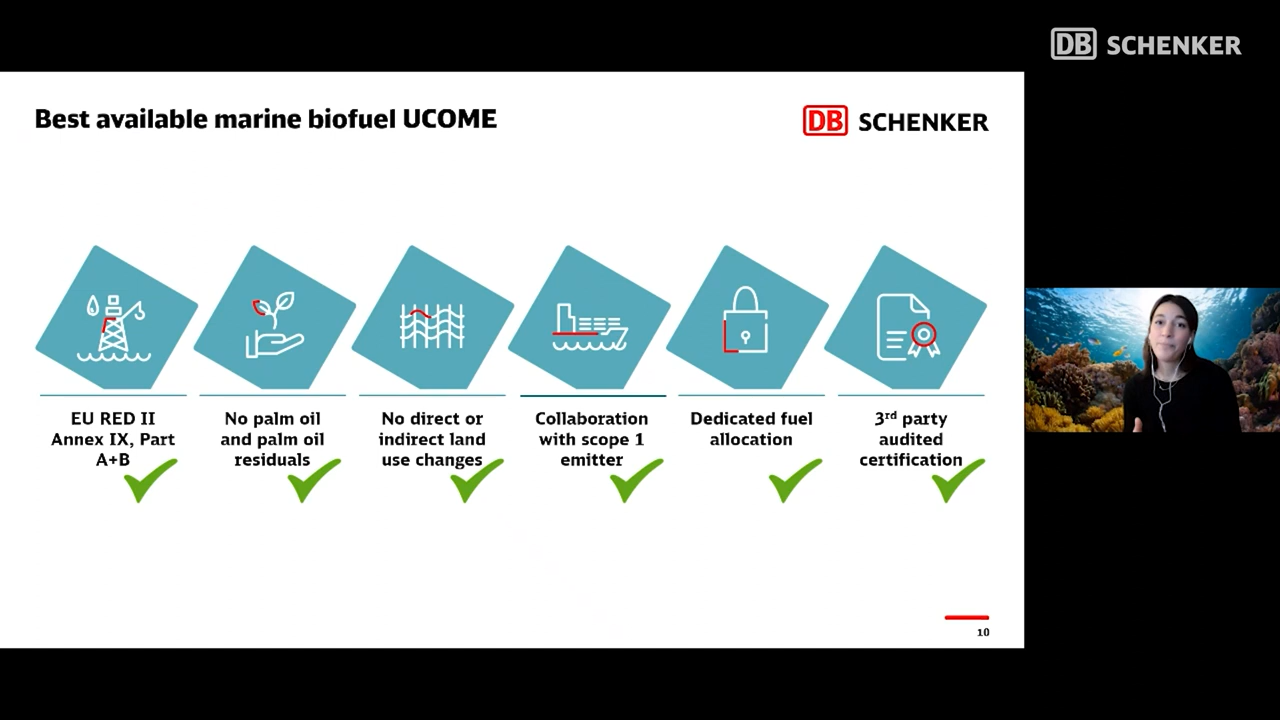 DB SCHENKER
Best available marine biofuel UCOME
DB SCHENKER
EU RED II
Annex IX, Part
A+B
No palm oil
and palm oil
residuals
No direct or
indirect land
use changes
Collaboration
with scope 1
emitter
Dedicated fuel
allocation
3rd party
audited
certification
10